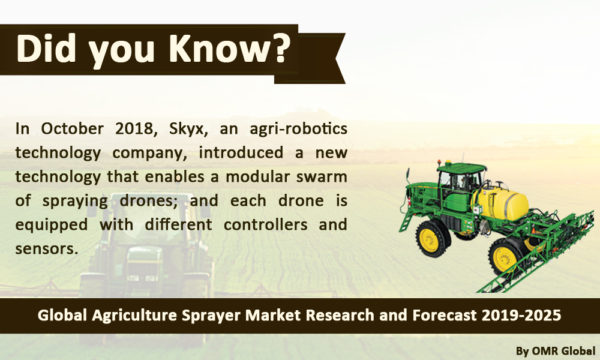 Did you Know?
In October 2018, Skyx, an agri-robotics
technology company, introduced a new
technology that enables a modular swarm
of spraying drones; and each drone is
equipped with different controllers and
sensors.
Global Agriculture Sprayer Market Research and Forecast 2019-2025
By OMR Global